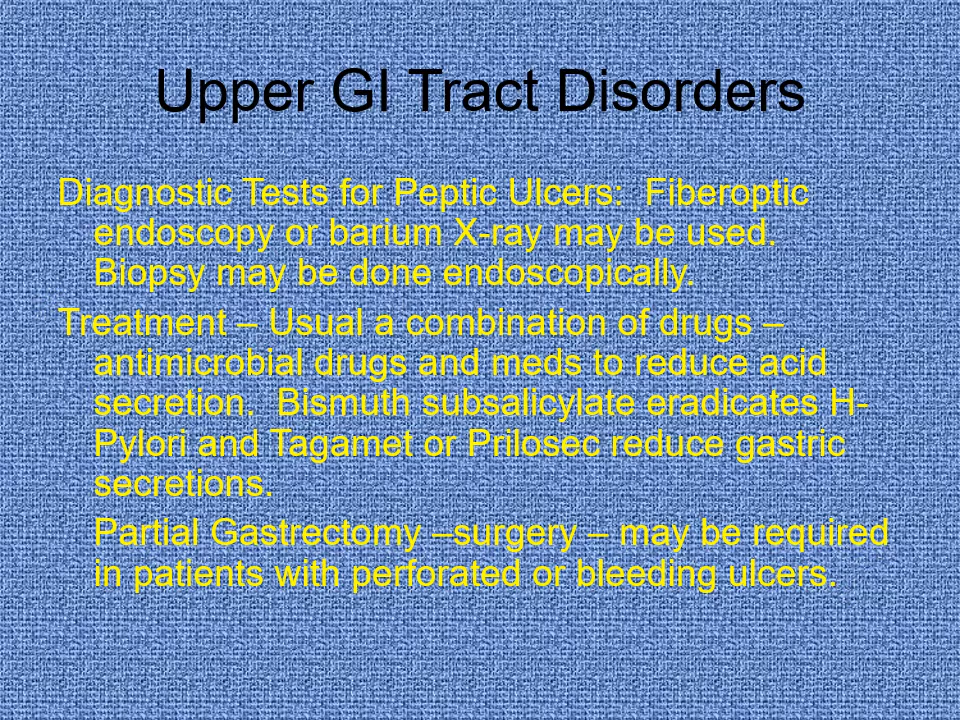 Upper GI Tract Disorders
Diagnostic Tests for Peptic Ulcers:  Fiberoptic
endoscopy or barium X-ray may be used.
Biopsy may be done endoscopically.
Treatment – Usual a combination of drugs –
antimicrobial drugs and meds to reduce acid
secretion.  Bismuth subsalicylate eradicates H-
Pylori and Tagamet or Prilosec reduce gastric
secretions.
Partial Gastrectomy –surgery – may be required
in patients with perforated or bleeding ulcers.